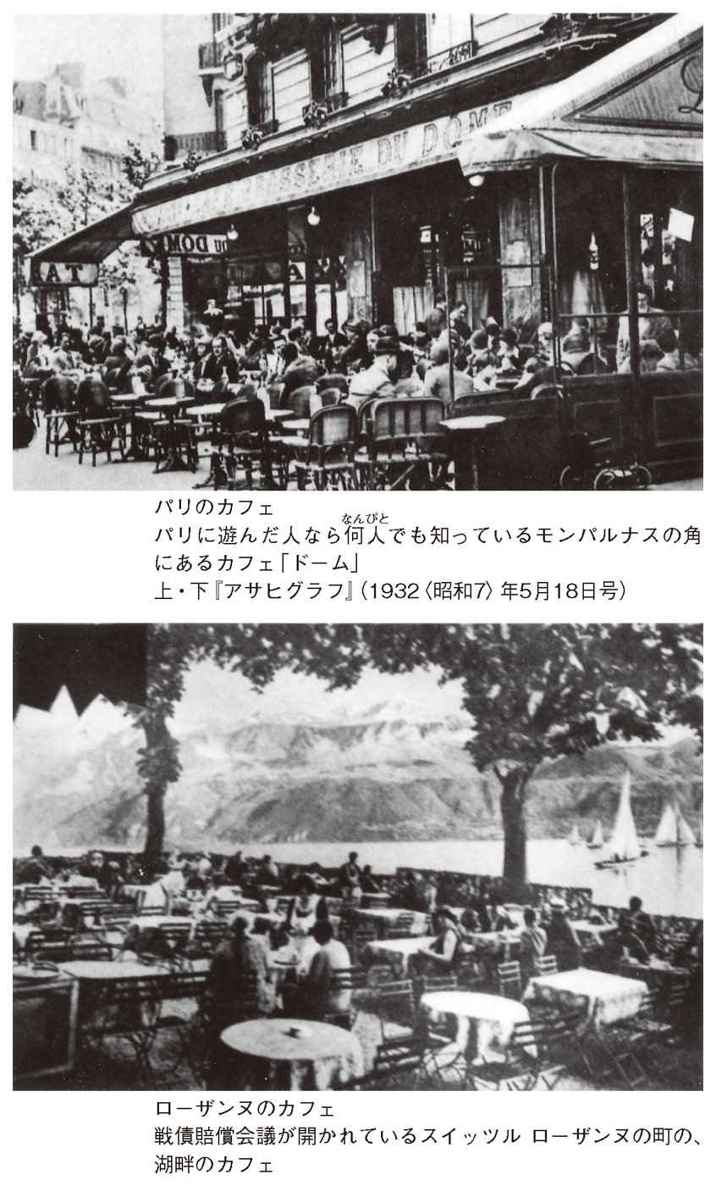 BRASSERIE DU DOME
DU DOME
AT
パリのカフェ
なんぴと
パリに遊んだ人なら何人でも知っているモンパルナスの角
にあるカフェ「ドーム」
上・下『アサヒグラフ』(1932〈昭和7〉年5月18日号)
ローザンヌのカフェ
戦債賠償会議が開かれているスイッツル ローザンヌの町の、
湖畔のカフェ